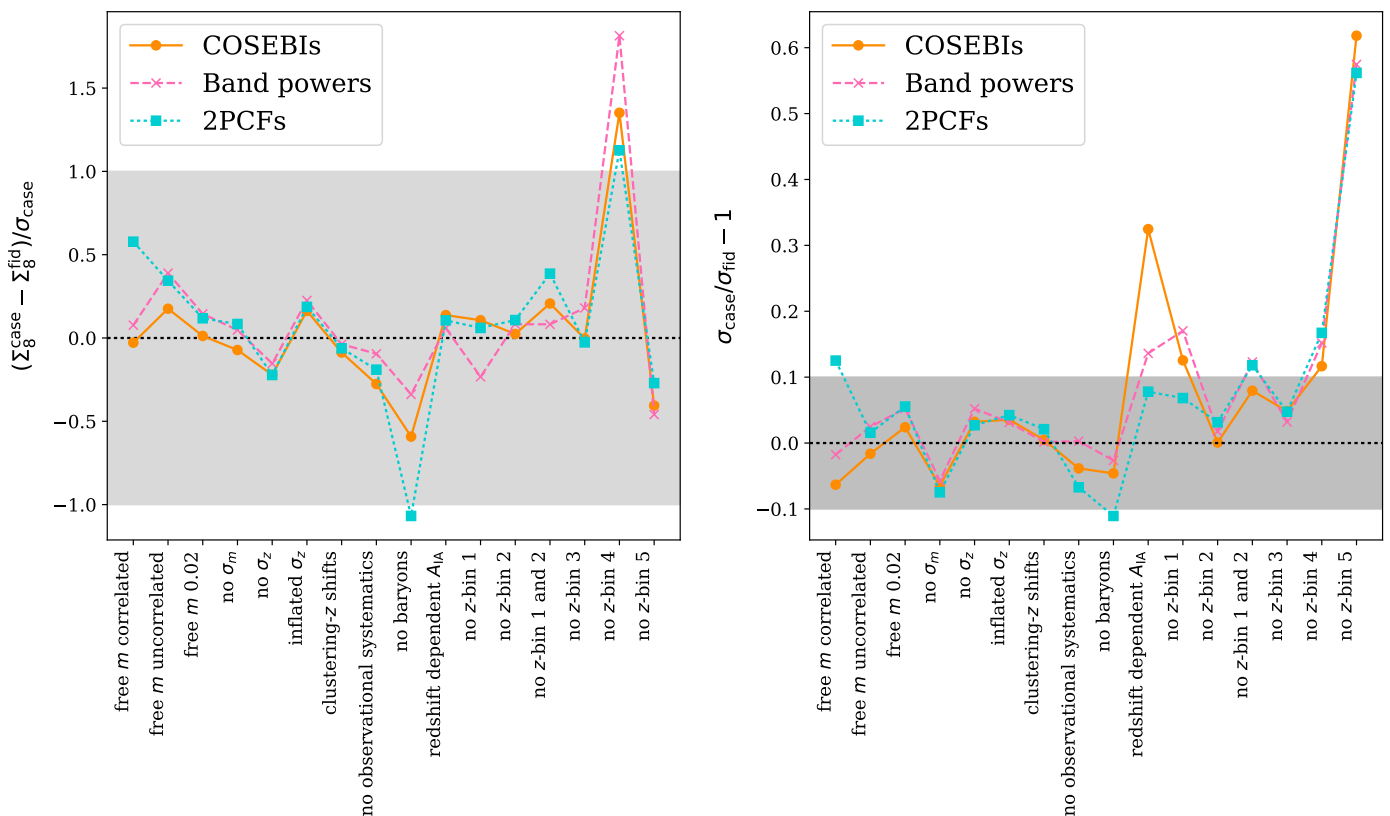 COSEBIs
Band powers
2PCFs
(Σ₈ᶜᵃˢᵉ − Σ₈ᶠⁱᵈ)/σ_case
1.5
1.0
0.5
0.0
−0.5
−1.0
free m correlated
free m uncorrelated
free m 0.02
no σₘ
no σ_z
inflated σ_z
clustering-z shifts
no observational systematics
no baryons
redshift dependent A_IA
no z-bin 1
no z-bin 2
no z-bin 1 and 2
no z-bin 3
no z-bin 4
no z-bin 5
COSEBIs
Band powers
2PCFs
σ_case/σ_fid − 1
0.6
0.5
0.4
0.3
0.2
0.1
0.0
−0.1
free m correlated
free m uncorrelated
free m 0.02
no σₘ
no σ_z
inflated σ_z
clustering-z shifts
no observational systematics
no baryons
redshift dependent A_IA
no z-bin 1
no z-bin 2
no z-bin 1 and 2
no z-bin 3
no z-bin 4
no z-bin 5